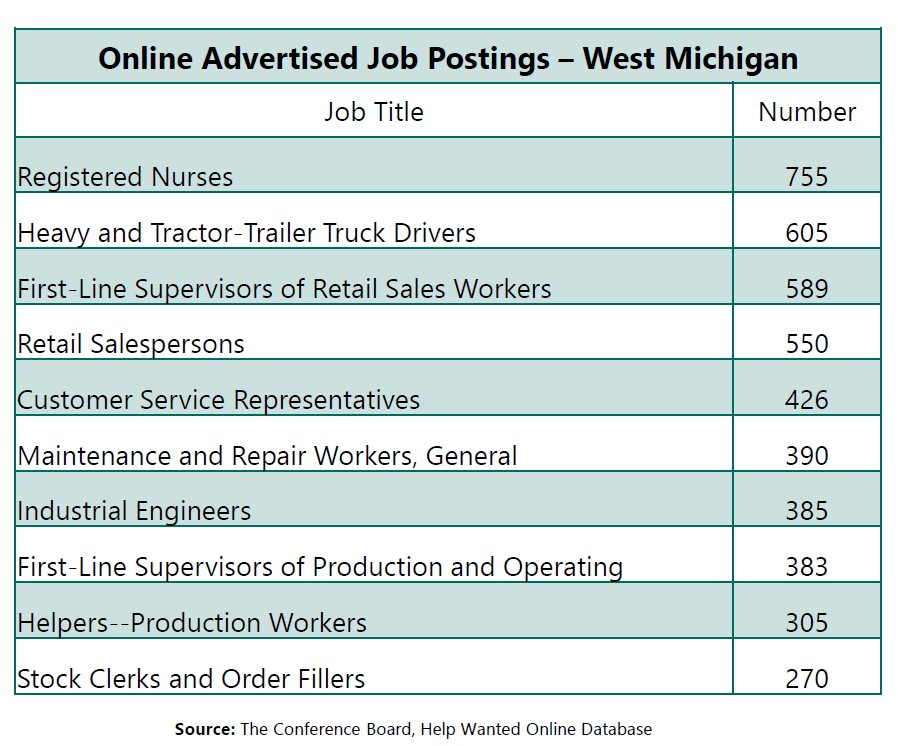 Online Advertised Job Postings – West Michigan
Job Title Number
Registered Nurses 755
Heavy and Tractor-Trailer Truck Drivers 605
First-Line Supervisors of Retail Sales Workers 589
Retail Salespersons 550
Customer Service Representatives 426
Maintenance and Repair Workers, General 390
Industrial Engineers 385
First-Line Supervisors of Production and Operating 383
Helpers--Production Workers 305
Stock Clerks and Order Fillers 270
Source: The Conference Board, Help Wanted Online Database